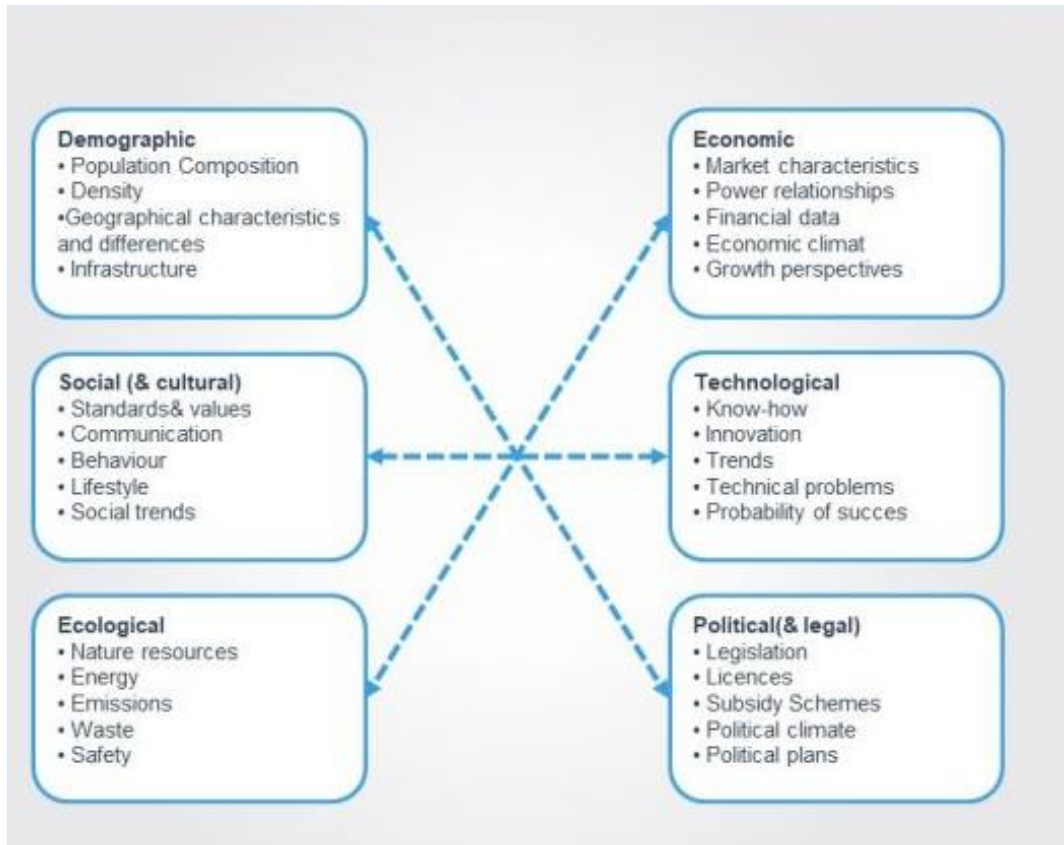 Demographic
• Population Composition
• Density
•Geographical characteristics
and differences
• Infrastructure
Economic
• Market characteristics
• Power relationships
• Financial data
• Economic climat
• Growth perspectives
Social (& cultural)
• Standards& values
• Communication
• Behaviour
• Lifestyle
• Social trends
Technological
• Know-how
• Innovation
• Trends
• Technical problems
• Probability of succes
Ecological
• Nature resources
• Energy
• Emissions
• Waste
• Safety
Political(& legal)
• Legislation
• Licences
• Subsidy Schemes
• Political climate
• Political plans